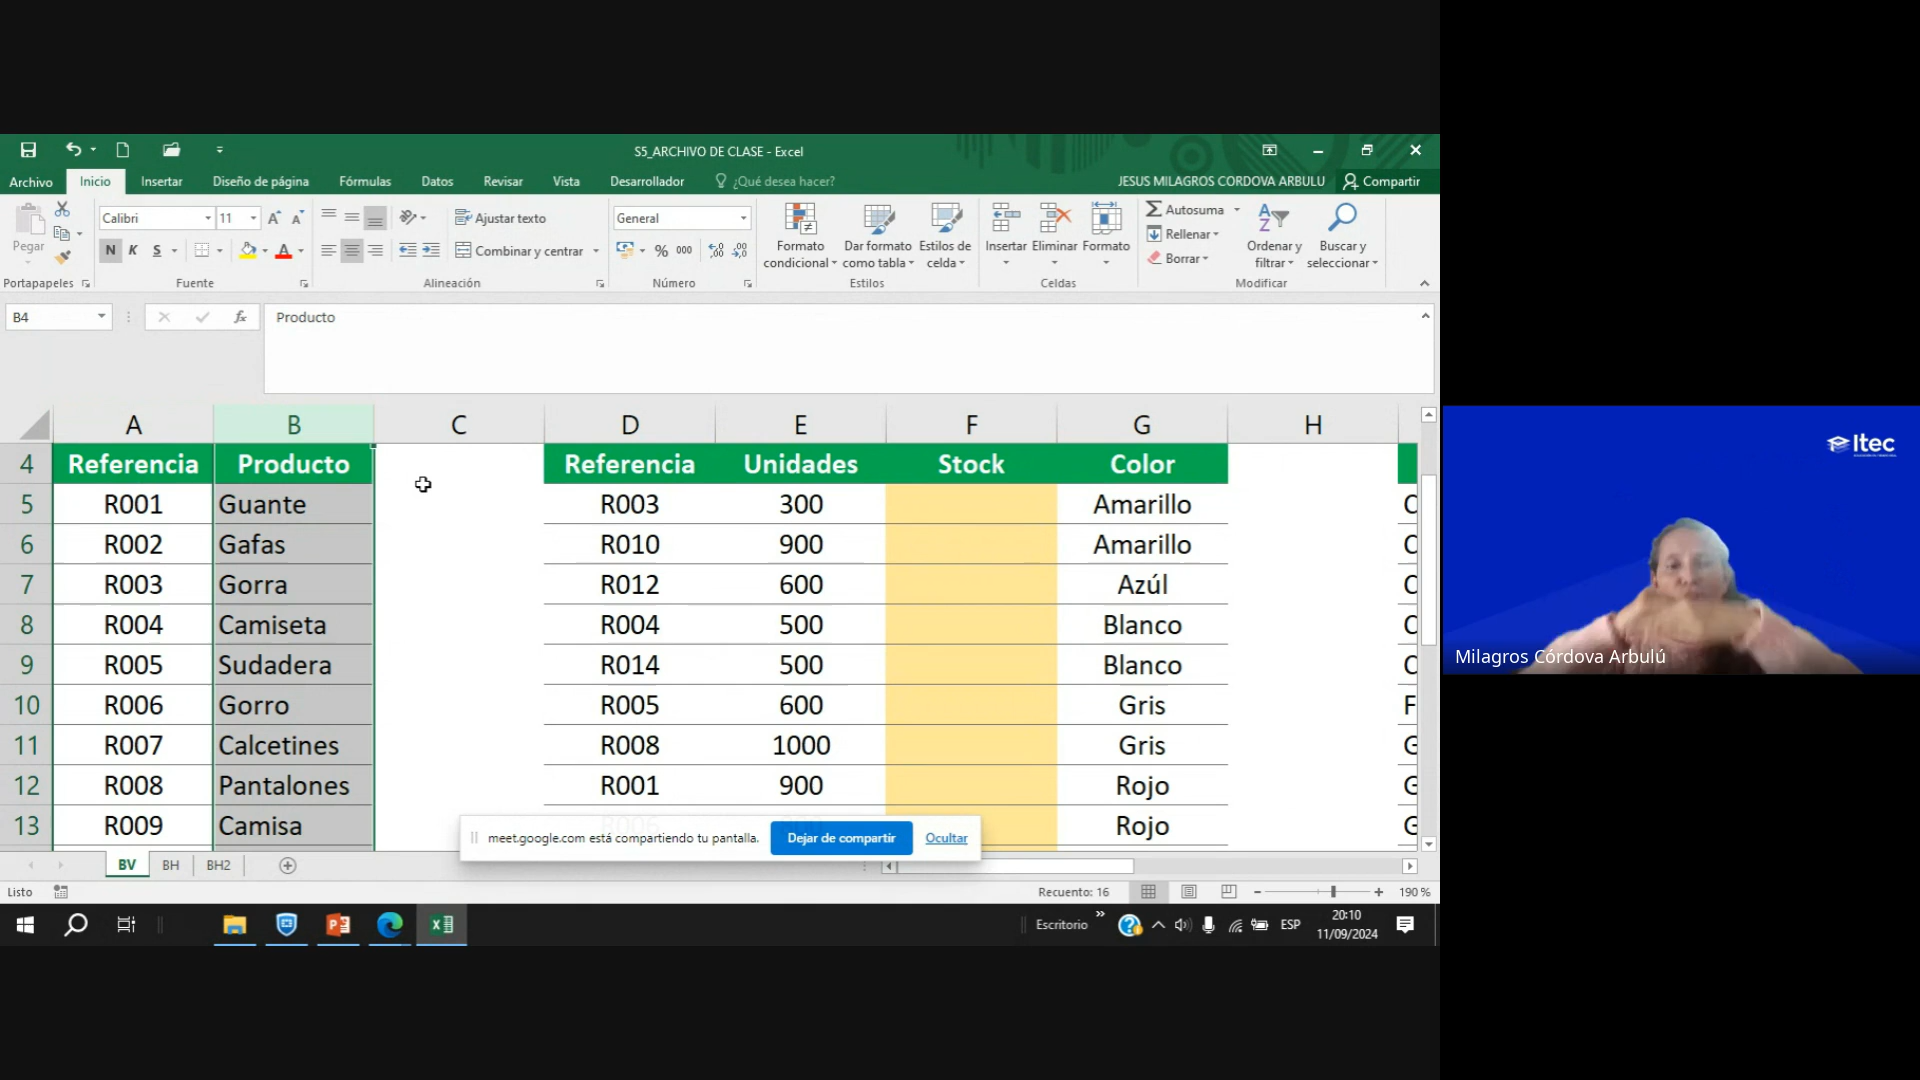 S5_ARCHIVO DE CLASE - Excel
Archivo Inicio Insertar Diseño de página Fórmulas Datos Revisar Vista Desarrollador ¿Qué desea hacer? JESUS MILAGROS CORDOVA ARBULU Compartir
Pegar
Portapapeles
Calibri 11
N K S
Fuente
Ajustar texto
Combinar y centrar
Alineación
General
% 000
Número
Formato condicional
Dar formato como tabla
Estilos de celda
Estilos
Insertar Eliminar Formato
Celdas
Autosuma
Rellenar
Borrar
Ordenar y filtrar
Buscar y seleccionar
Modificar
B4 fx Producto
A B C D E F G H
4 Referencia Producto Referencia Unidades Stock Color
5 R001 Guante R003 300 Amarillo C
6 R002 Gafas R010 900 Amarillo C
7 R003 Gorra R012 600 Azúl C
8 R004 Camiseta R004 500 Blanco C
9 R005 Sudadera R014 500 Blanco C
10 R006 Gorro R005 600 Gris F
11 R007 Calcetines R008 1000 Gris G
12 R008 Pantalones R001 900 Rojo G
13 R009 Camisa R006 Rojo G
meet.google.com está compartiendo tu pantalla. Dejar de compartir Ocultar
BV BH BH2
Listo Recuento: 16 190 %
Escritorio ESP 20:10
11/09/2024
Itec
Milagros Córdova Arbulú